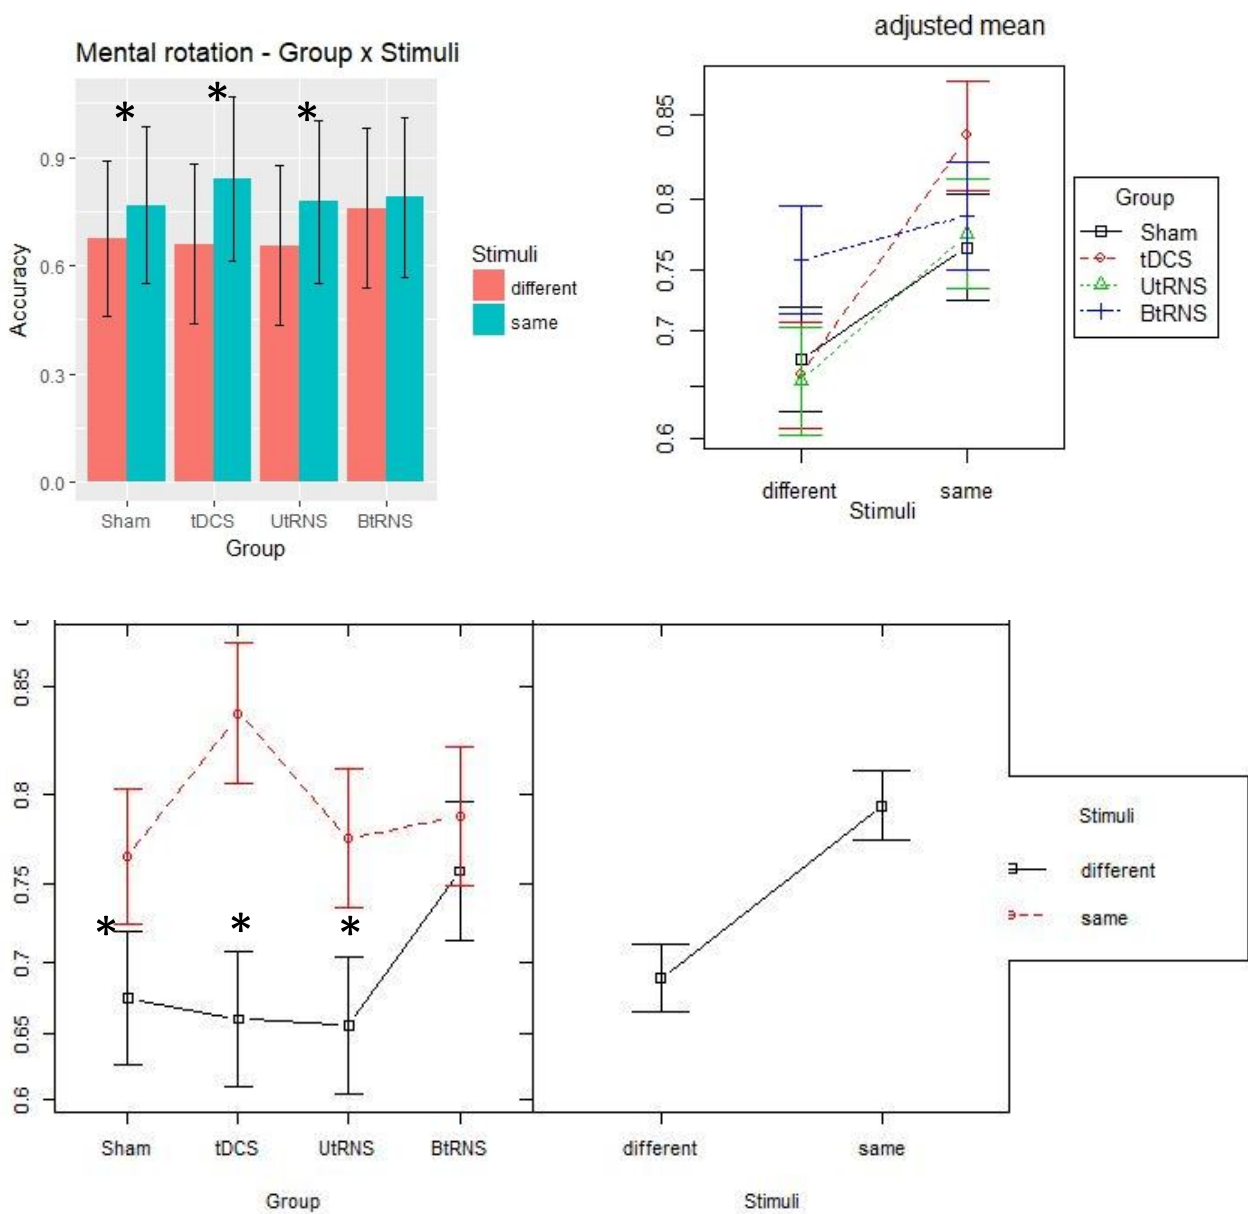 adjusted mean
Mental rotation - Group x Stimuli
* * *
Accuracy
0.9
0.6
0.3
0.0
Sham tDCS UtRNS BtRNS
Group
Stimuli
different
same
0.85
0.8
0.75
0.7
0.6
different same
Stimuli
Group
Sham
tDCS
UtRNS
BtRNS
0.85
0.8
0.75
0.7
0.65
0.6
* * *
Sham tDCS UtRNS BtRNS
Group
different same
Stimuli
Stimuli
different
same